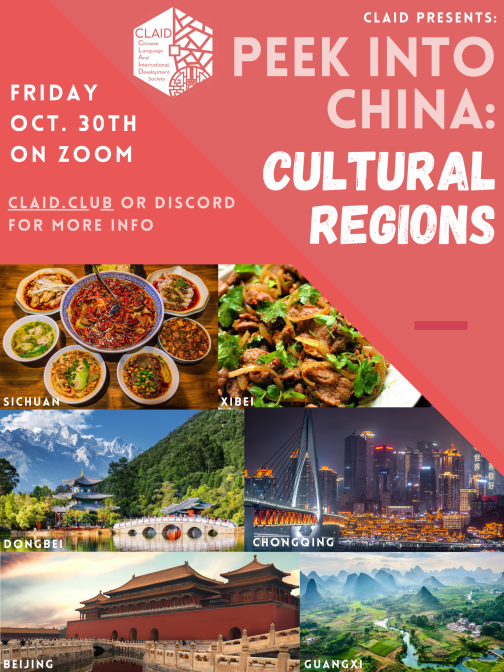 CLAID PRESENTS:
CLAID
Chinese
Language
And
International
Development
Society
PEEK INTO
CHINA:
CULTURAL
REGIONS
FRIDAY
OCT. 30TH
ON ZOOM
CLAID.CLUB OR DISCORD
FOR MORE INFO
SICHUAN
XIBEI
DONGBEI
CHONGQING
BEIJING
GUANGXI